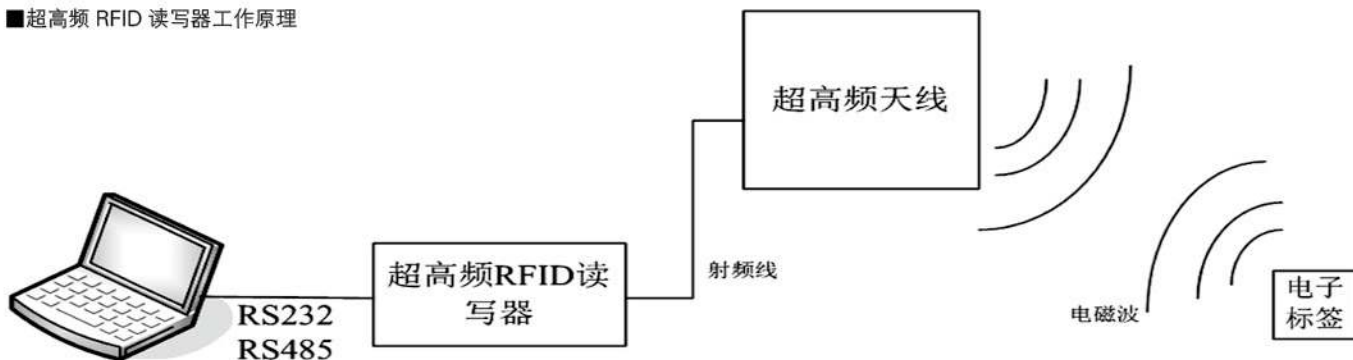 ■超高频 RFID 读写器工作原理
超高频天线
超高频RFID读
写器
射频线
RS232
RS485
电磁波
电子
标签